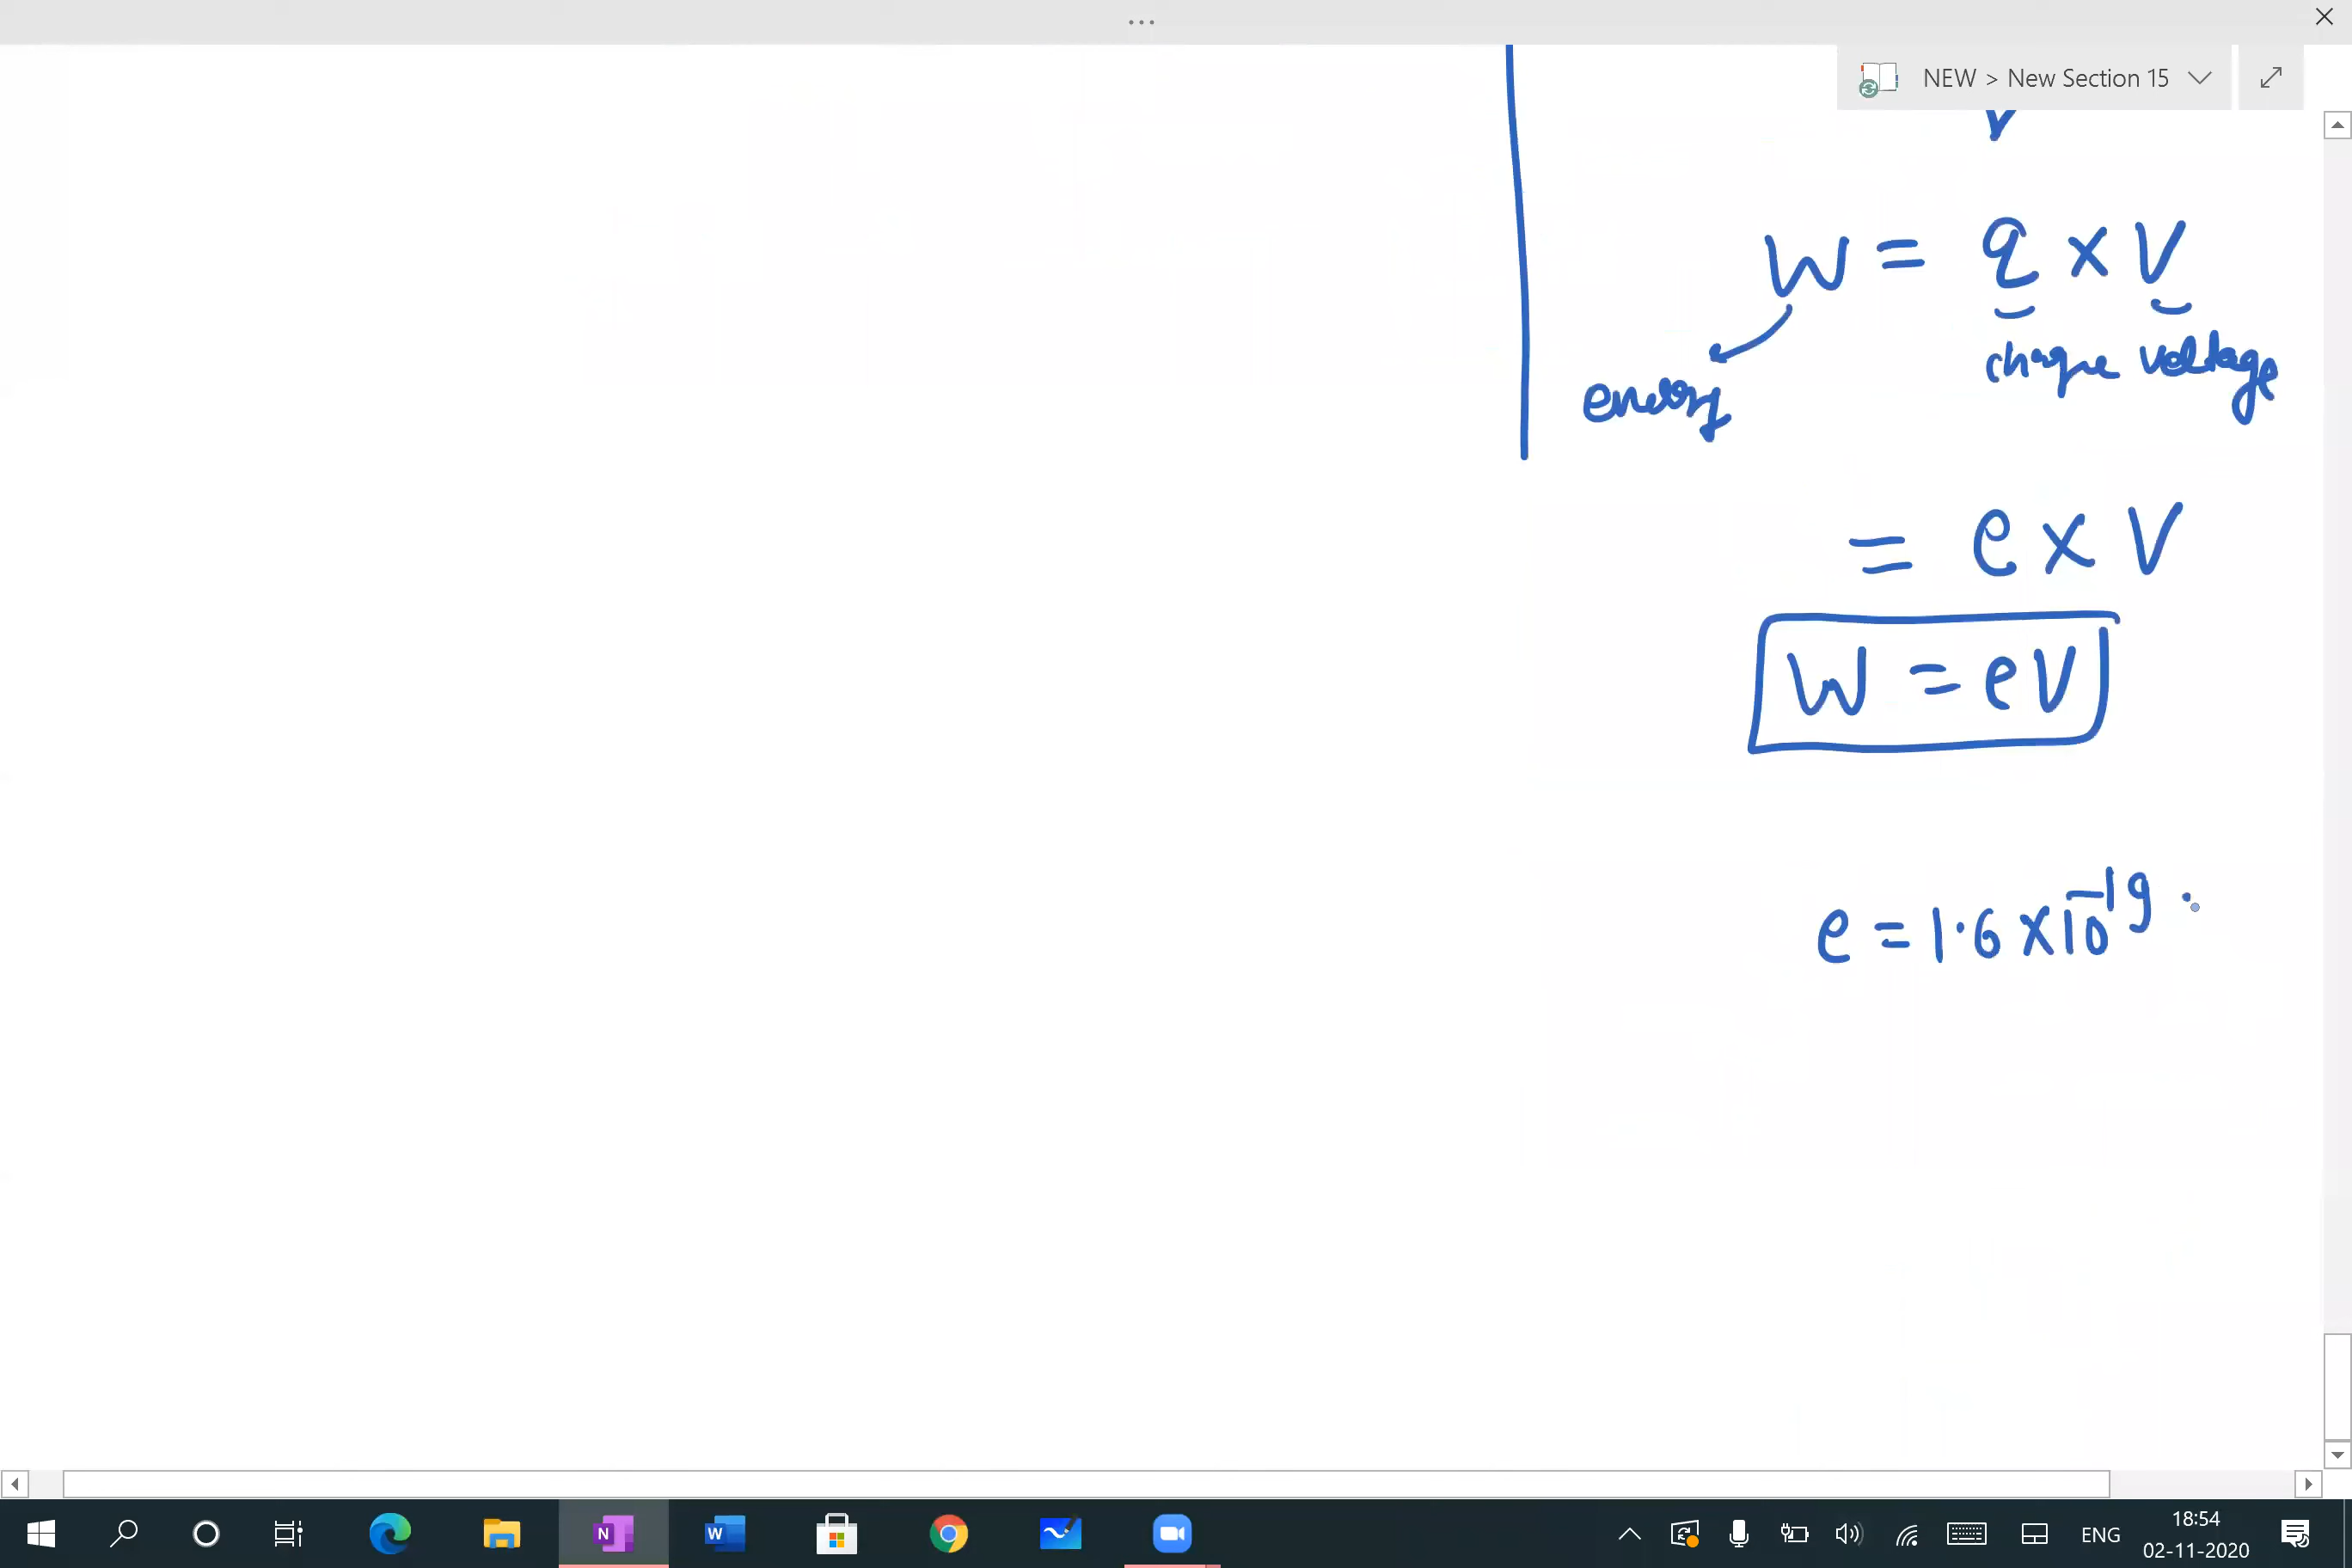 ...
NEW > New Section 15
V
W = q x V
charge voltage
energy
= e x V
W = eV
e = 1.6 x 10^-19 .
ENG
18:54
02-11-2020